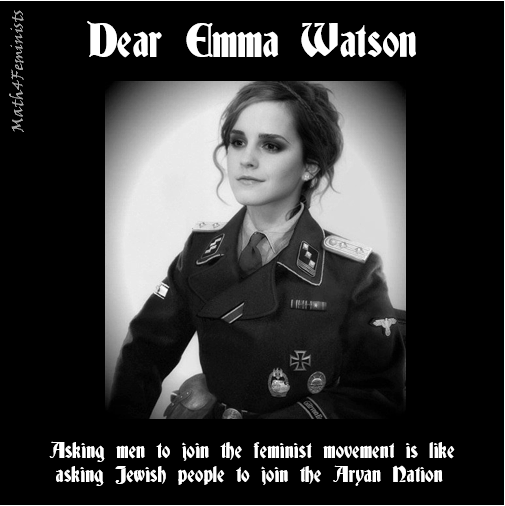 Math4Feminists
Dear Emma Watson
Asking men to join the feminist movement is like
asking Jewish people to join the Aryan Nation